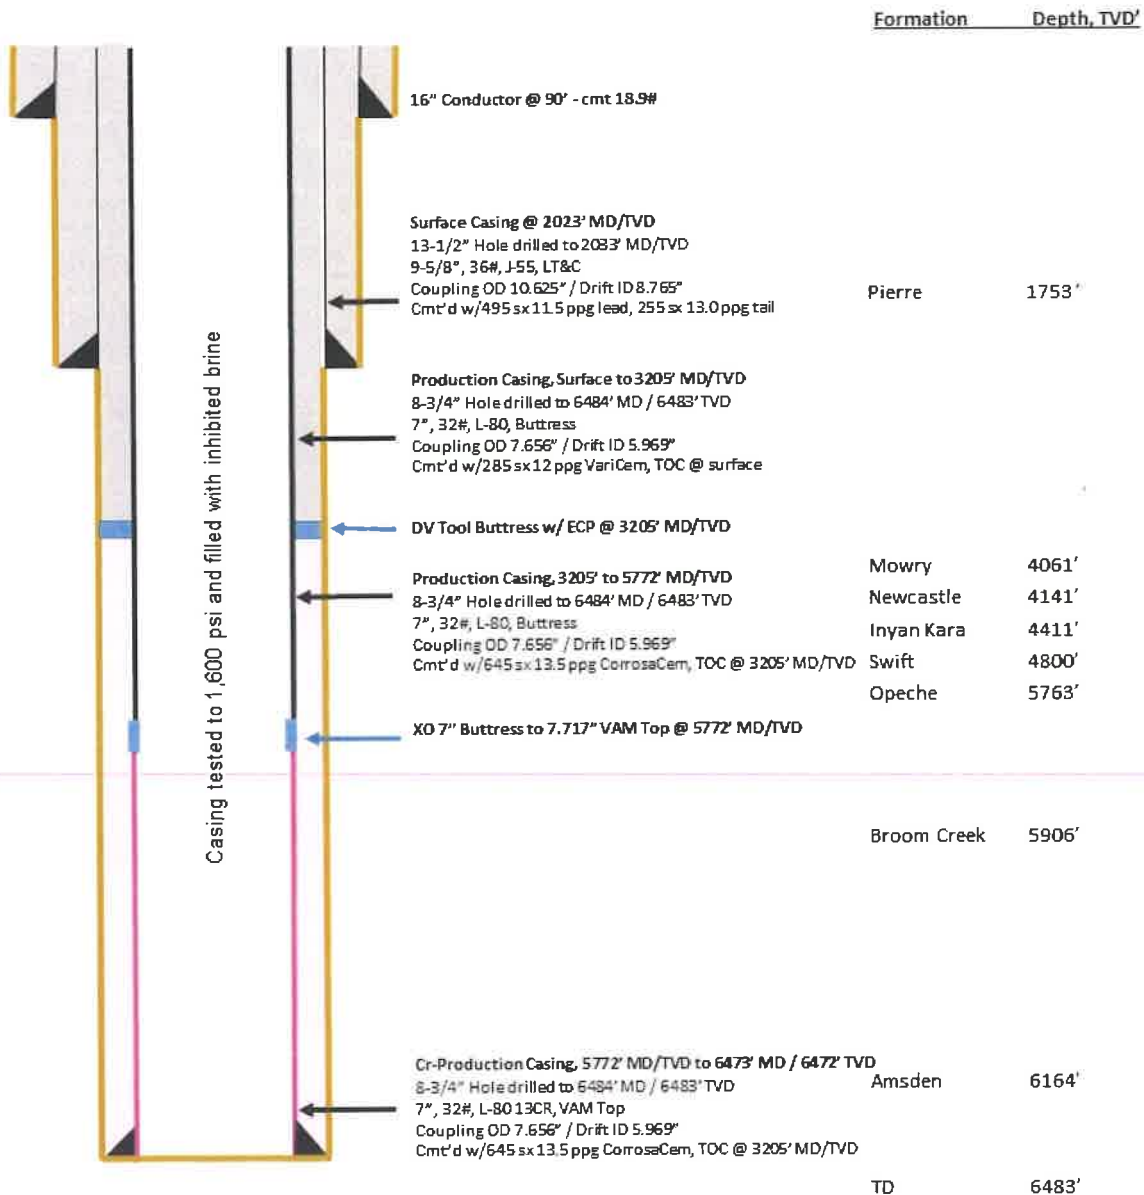 Formation Depth, TVD'
16" Conductor @ 90' - cmt 18.9#
Surface Casing @ 2023' MD/TVD
13-1/2" Hole drilled to 2033' MD/TVD
9-5/8", 36#, J-55, LT&C
Coupling OD 10.625" / Drift ID 8.765"
Cmt'd w/495 sx 11.5 ppg lead, 255 sx 13.0 ppg tail
Pierre 1753'
Production Casing, Surface to 3205' MD/TVD
8-3/4" Hole drilled to 6484' MD / 6483' TVD
7", 32#, L-80, Buttress
Coupling OD 7.656" / Drift ID 5.969"
Cmt'd w/285 sx 12 ppg VariCem, TOC @ surface
Casing tested to 1,600 psi and filled with inhibited brine
DV Tool Buttress w/ ECP @ 3205' MD/TVD
Production Casing, 3205' to 5772' MD/TVD
8-3/4" Hole drilled to 6484' MD / 6483' TVD
7", 32#, L-80, Buttress
Coupling OD 7.656" / Drift ID 5.969"
Cmt'd w/645 sx 13.5 ppg CorrosaCem, TOC @ 3205' MD/TVD
Mowry 4061'
Newcastle 4141'
Inyan Kara 4411'
Swift 4800'
Opeche 5763'
XO 7" Buttress to 7.717" VAM Top @ 5772' MD/TVD
Broom Creek 5906'
Cr-Production Casing, 5772' MD/TVD to 6473' MD / 6472' TVD
8-3/4" Hole drilled to 6484' MD / 6483' TVD
7", 32#, L-80 13CR, VAM Top
Coupling OD 7.656" / Drift ID 5.969"
Cmt'd w/645 sx 13.5 ppg CorrosaCem, TOC @ 3205' MD/TVD
Amsden 6164'
TD 6483'